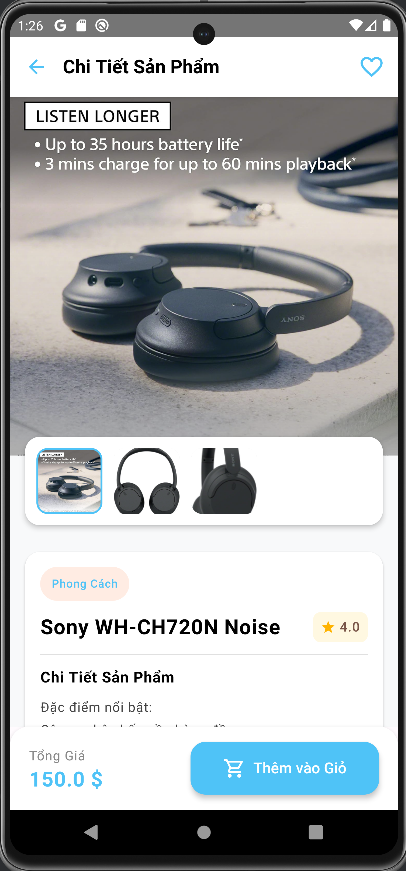 1:26
Chi Tiết Sản Phẩm
LISTEN LONGER
• Up to 35 hours battery life*
• 3 mins charge for up to 60 mins playback*
SONY
Phong Cách
Sony WH-CH720N Noise
4.0
Chi Tiết Sản Phẩm
Đặc điểm nổi bật:
Tổng Giá
150.0 $
Thêm vào Giỏ